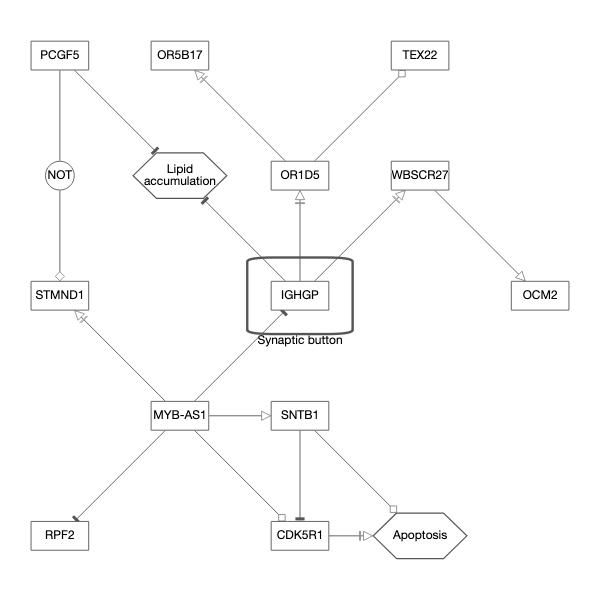 PCGF5
OR5B17
TEX22
NOT
Lipid
accumulation
OR1D5
WBSCR27
STMND1
IGHGP
OCM2
Synaptic button
MYB-AS1
SNTB1
RPF2
CDK5R1
Apoptosis